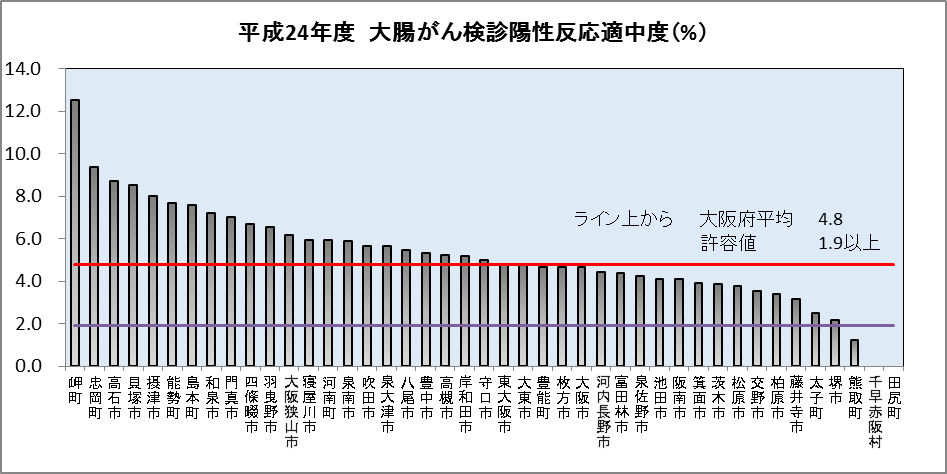 平成24年度　大腸がん検診陽性反応適中度(%)
14.0
12.0
10.0
8.0
6.0
4.0
2.0
0.0
ライン上から　大阪府平均　4.8
許容値　1.9以上
岬町
忠岡町
高石市
貝塚市
摂津市
能勢町
島本町
和泉市
門真市
四條畷市
羽曳野市
大阪狭山市
寝屋川市
河南町
泉南市
吹田市
泉大津市
八尾市
豊中市
高槻市
岸和田市
守口市
東大阪市
大東市
豊能町
枚方市
大阪市
河内長野市
富田林市
泉佐野市
池田市
阪南市
箕面市
茨木市
松原市
交野市
柏原市
藤井寺市
太子町
堺市
熊取町
千早赤阪村
田尻町